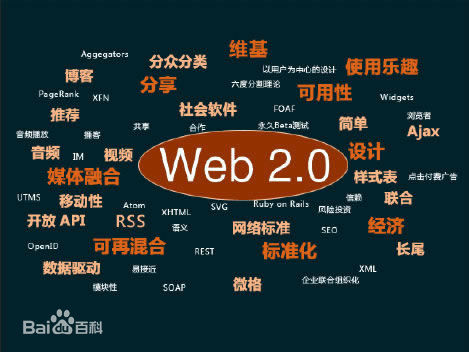 维基
Aggegators
分众分类
以用户为中心的设计
使用乐趣
博客
分享
六度分割理论
可用性
PageRank
XFN
Widgets
推荐
社会软件
FOAF
浏览者
音频播放
播客
共享
合作
永久Beta测试
简单
Ajax
音频
IM
视频
Web 2.0
设计
媒体融合
样式表
点击付费广告
UTMS
移动性
Atom
XHTML
SVG
Ruby on Rails
信赖
联合
风险投资
开放 API
RSS
语义
网络标准
SEO
经济
OpenID
可再混合
REST
标准化
长尾
数据驱动
易接近
XML
模块性
SOAP
微格
企业联合组织化
Bai du 百科